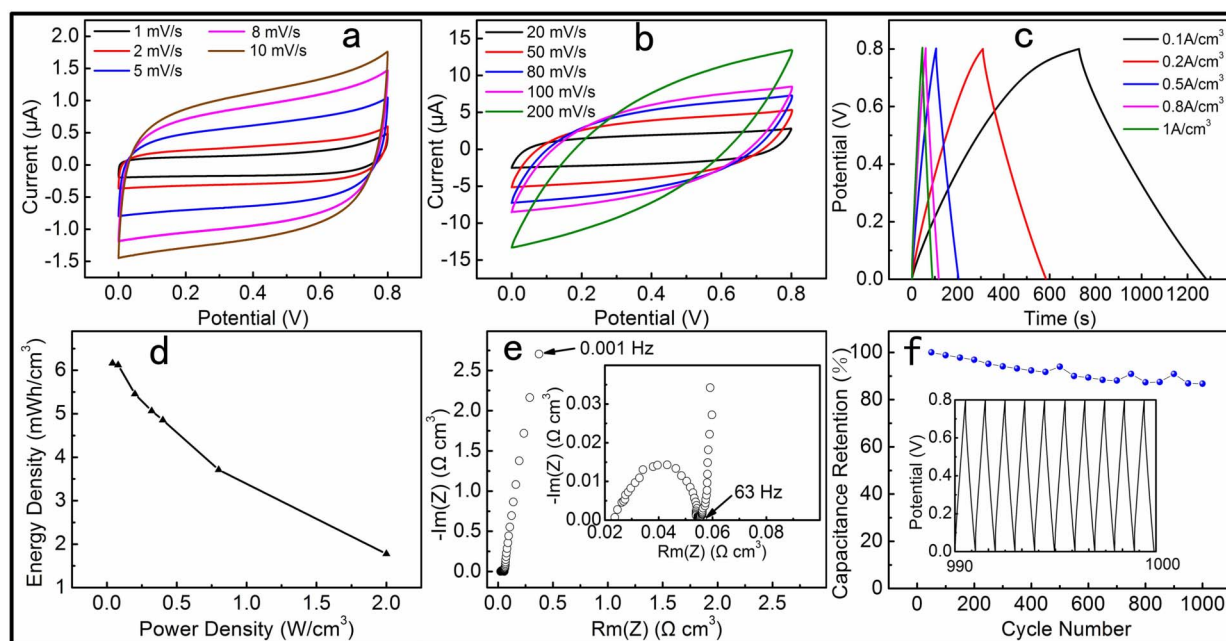 a
1 mV/s 8 mV/s
2 mV/s 10 mV/s
5 mV/s
Current (μA)
2.0
1.5
1.0
0.5
0.0
-0.5
-1.0
-1.5
0.0 0.2 0.4 0.6 0.8
Potential (V)
b
20 mV/s
50 mV/s
80 mV/s
100 mV/s
200 mV/s
Current (μA)
15
10
5
0
-5
-10
-15
0.0 0.2 0.4 0.6 0.8
Potential (V)
c
0.1A/cm³
0.2A/cm³
0.5A/cm³
0.8A/cm³
1A/cm³
Potential (V)
0.8
0.6
0.4
0.2
0.0
0 200 400 600 800 1000 1200
Time (s)
d
Energy Density (mWh/cm³)
7
6
5
4
3
2
1
0.0 0.5 1.0 1.5 2.0
Power Density (W/cm³)
e
0.001 Hz
-Im(Z) (Ω cm³)
2.5
2.0
1.5
1.0
0.5
0.0
0.0 0.5 1.0 1.5 2.0 2.5
Rm(Z) (Ω cm³)
-Im(Z) (Ω cm³)
0.03
0.02
0.01
0.00
63 Hz
0.02 0.04 0.06 0.08
Rm(Z) (Ω cm³)
f
Capacitance Retention (%)
100
80
60
40
20
0
0 200 400 600 800 1000
Cycle Number
Potential (V)
0.8
0.6
0.4
0.2
0.0
990 1000